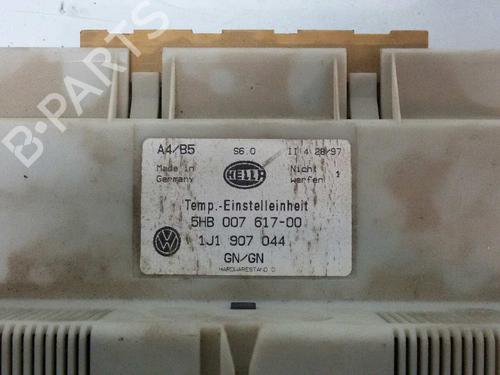 A4/B5 S6.0 II 4 28/97
Made in Germany
HELLA
Nicht werfen !
Temp.-Einstelleinheit
5HB 007 617-00
1J1 907 044
GN/GN
HARDWARESTAND D
B-PARTS